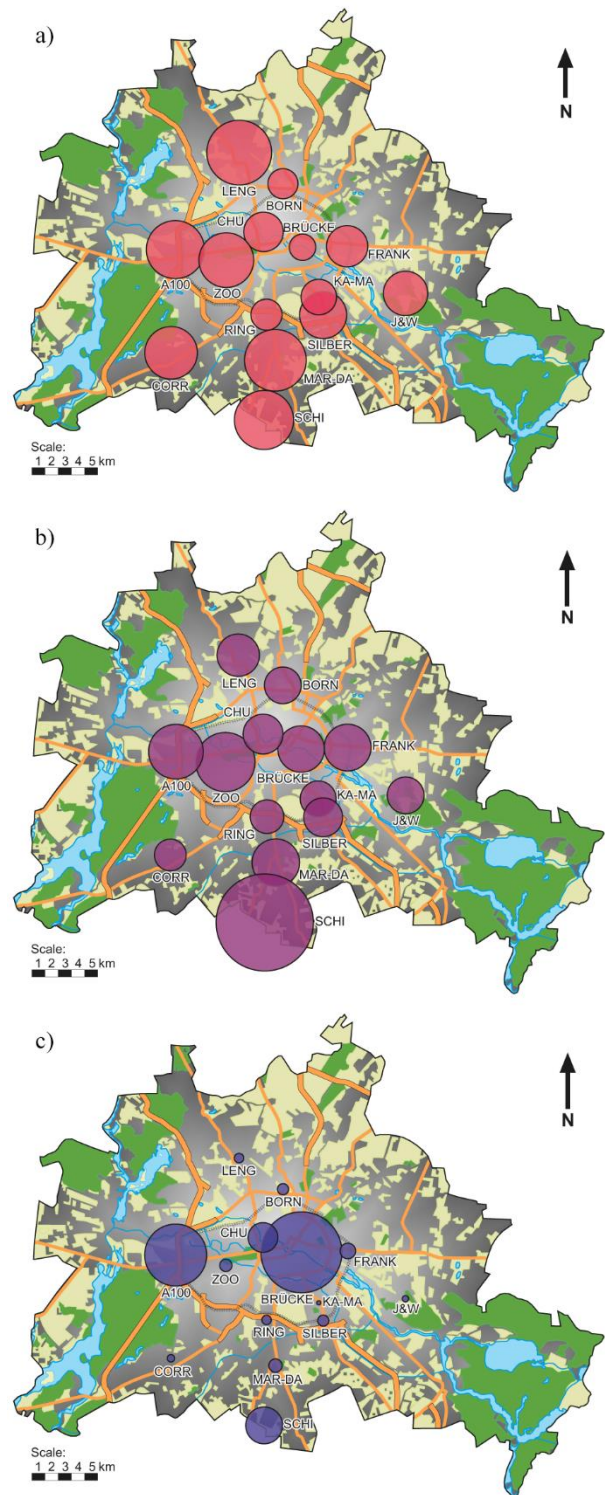 a)
N
LENG
BORN
CHU
BRÜCKE
FRANK
A100
ZOO
KA-MA
J&W
RING
SILBER
CORR
MAR-DA
SCHI
Scale:
1 2 3 4 5 km
b)
N
LENG
BORN
CHU
FRANK
A100
ZOO
BRÜCKE
KA-MA
J&W
RING
SILBER
CORR
MAR-DA
SCHI
Scale:
1 2 3 4 5 km
c)
N
LENG
BORN
CHU
FRANK
ZOO
A100
BRÜCKE
KA-MA
J&W
RING
SILBER
CORR
MAR-DA
SCHI
Scale:
1 2 3 4 5 km